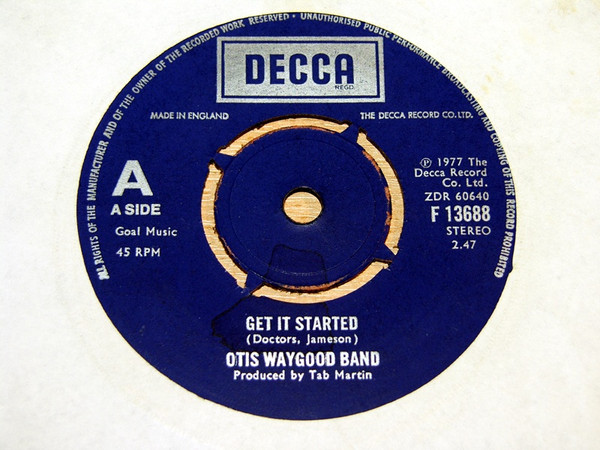 ALL RIGHTS OF THE MANUFACTURER AND OF THE OWNER OF THE RECORDED WORK RESERVED • UNAUTHORISED PUBLIC PERFORMANCE BROADCASTING AND COPYING OF THIS RECORD PROHIBITED
DECCA
REGD.
MADE IN ENGLAND
THE DECCA RECORD CO. LTD.
A
A SIDE
Goal Music
45 RPM
℗ 1977 The
Decca Record
Co. Ltd.
ZDR 60640
F 13688
STEREO
2.47
GET IT STARTED
(Doctors, Jameson)
OTIS WAYGOOD BAND
Produced by Tab Martin